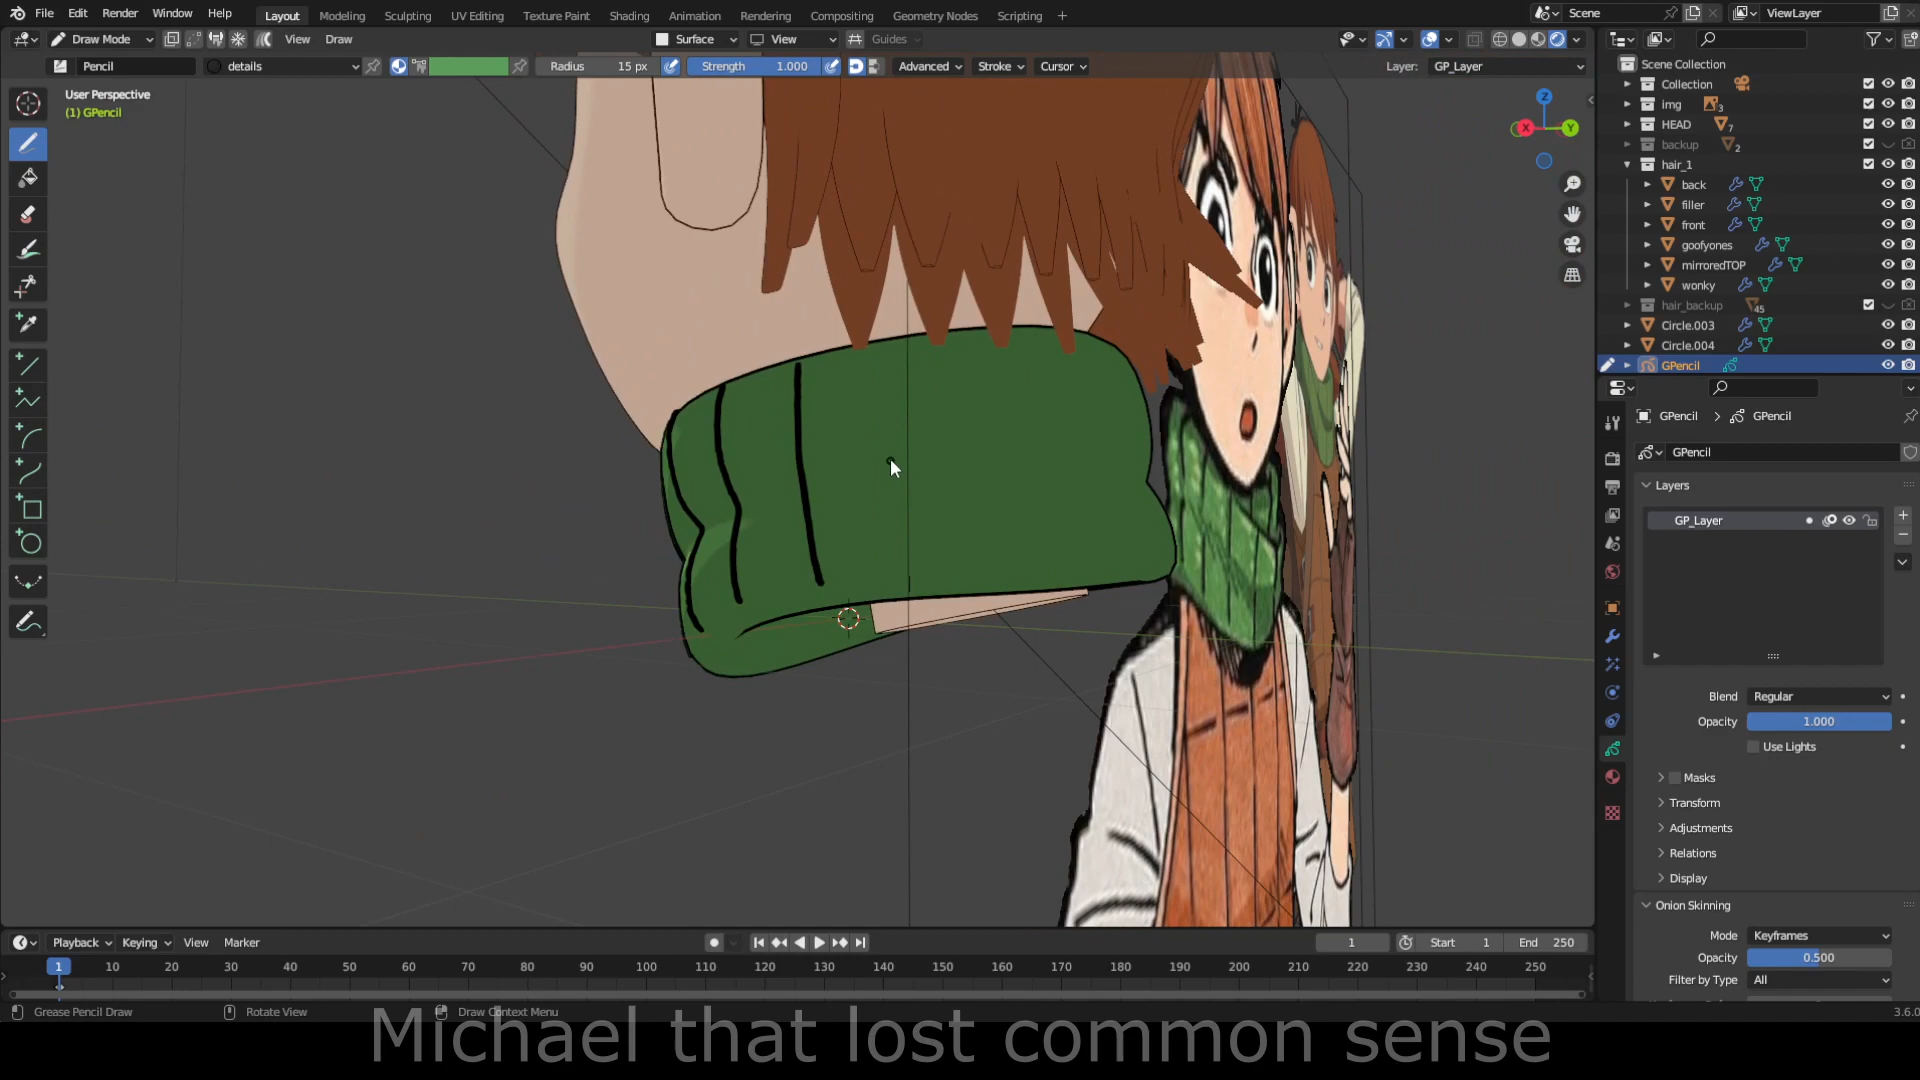 File Edit Render Window Help Layout Modeling Sculpting UV Editing Texture Paint Shading Animation Rendering Compositing Geometry Nodes Scripting + Scene ViewLayer
Draw Mode View Draw Surface View Guides
Pencil details Radius 15 px Strength 1.000 Advanced Stroke Cursor Layer: GP_Layer
User Perspective
(1) GPencil
Z
X
Y
Scene Collection
Collection
img 3
HEAD 7
backup 2
hair_1
back
filler
front
goofyones
mirroredTOP
wonky
hair_backup 45
Circle.003
Circle.004
GPencil
GPencil > GPencil
GPencil
Layers
GP_Layer
Blend Regular
Opacity 1.000
Use Lights
Masks
Transform
Adjustments
Relations
Display
Onion Skinning
Mode Keyframes
Opacity 0.500
Filter by Type All
Playback Keying View Marker 1 Start 1 End 250
1 10 20 30 40 50 60 70 80 90 100 110 120 130 140 150 160 170 180 190 200 210 220 230 240 250
Grease Pencil Draw Rotate View Draw Context Menu 3.6.0
Michael that lost common sense